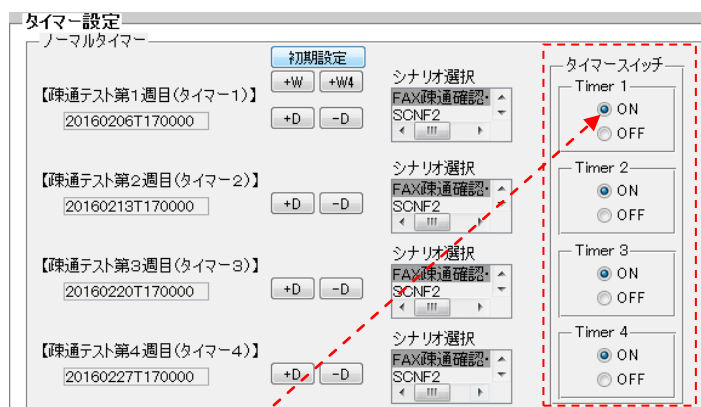 タイマー設定
ノーマルタイマー
初期設定
+W +W4
シナリオ選択
【疎通テスト第1週目(タイマー1)】
FAX疎通確認・
20160206T170000
+D -D
SCNF2
シナリオ選択
【疎通テスト第2週目(タイマー2)】
FAX疎通確認・
20160213T170000
+D -D
SCNF2
シナリオ選択
【疎通テスト第3週目(タイマー3)】
FAX疎通確認・
20160220T170000
+D -D
SCNF2
シナリオ選択
【疎通テスト第4週目(タイマー4)】
FAX疎通確認・
20160227T170000
+D -D
SCNF2
タイマースイッチ
Timer 1
ON
OFF
Timer 2
ON
OFF
Timer 3
ON
OFF
Timer 4
ON
OFF